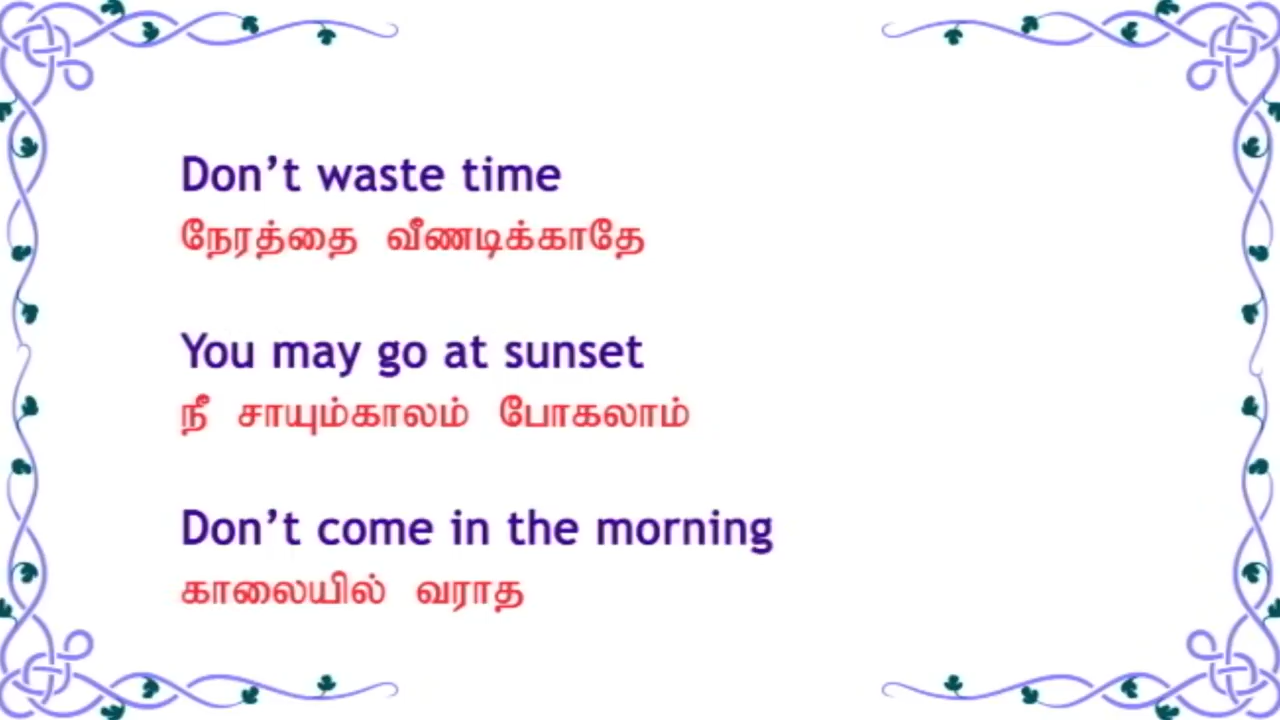 Don’t waste time
நேரத்தை வீணடிக்காதே
You may go at sunset
நீ சாயும்காலம் போகலாம்
Don’t come in the morning
காலையில் வராத